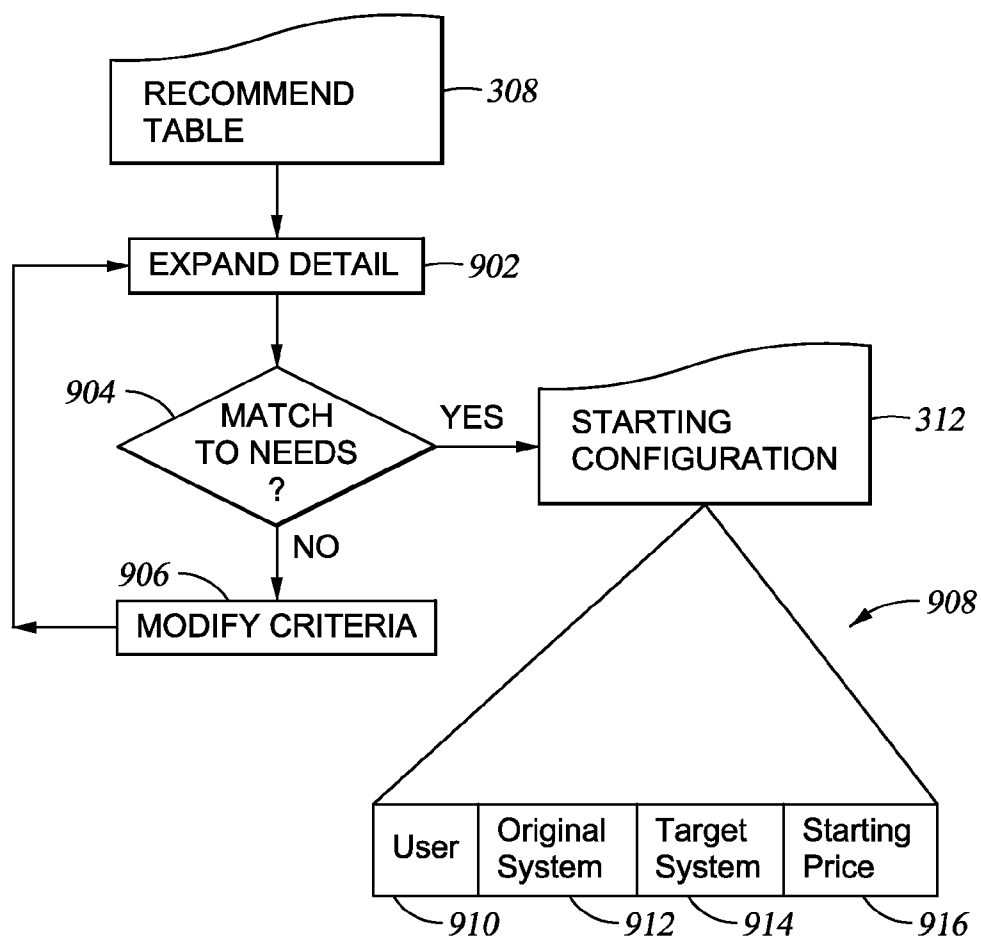 RECOMMEND
TABLE
308
EXPAND DETAIL
902
904
MATCH
TO NEEDS
?
YES
STARTING
CONFIGURATION
312
NO
906
MODIFY CRITERIA
908
User
Original
System
Target
System
Starting
Price
910
912
914
916